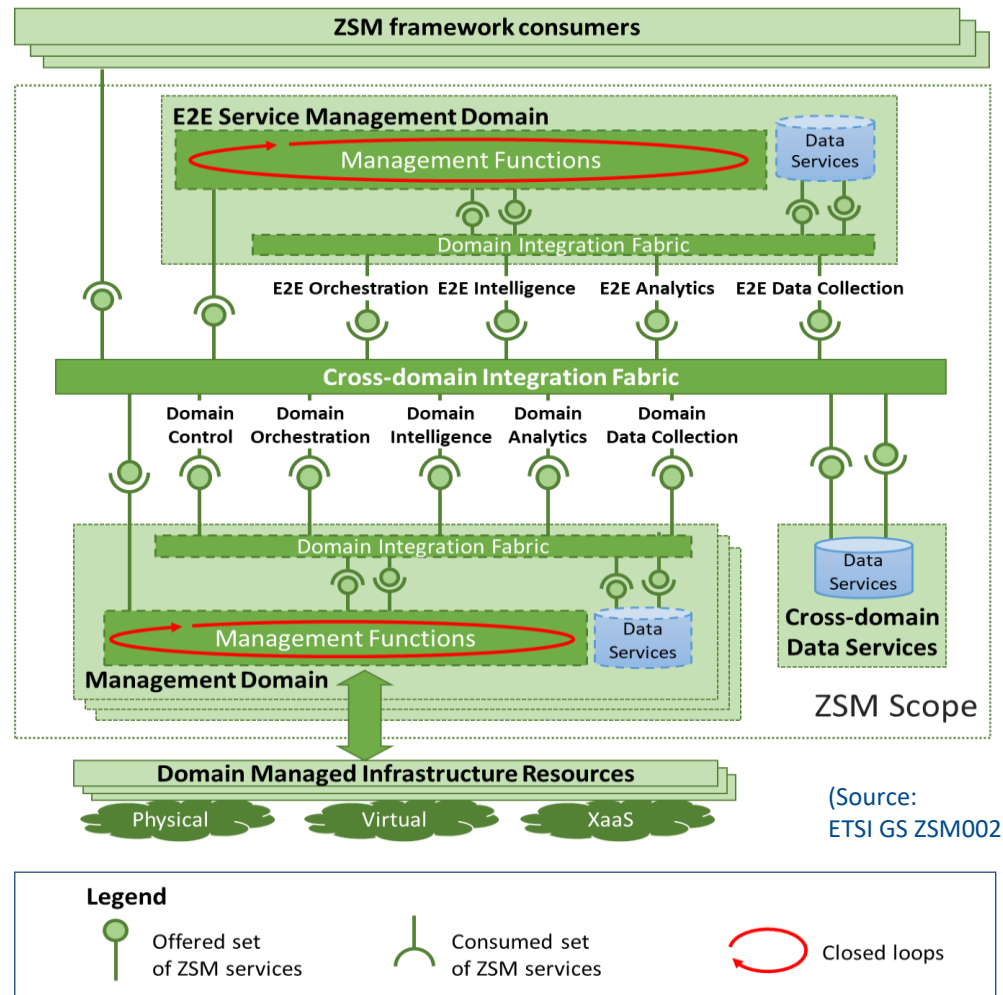 ZSM framework consumers
E2E Service Management Domain
Management Functions
Data
Services
Domain Integration Fabric
E2E Orchestration
E2E Intelligence
E2E Analytics
E2E Data Collection
Cross-domain Integration Fabric
Domain
Control
Domain
Orchestration
Domain
Intelligence
Domain
Analytics
Domain
Data Collection
Domain Integration Fabric
Management Functions
Data
Services
Management Domain
Data
Services
Cross-domain
Data Services
ZSM Scope
Domain Managed Infrastructure Resources
Physical
Virtual
XaaS
(Source:
ETSI GS ZSM002
Legend
Offered set
of ZSM services
Consumed set
of ZSM services
Closed loops